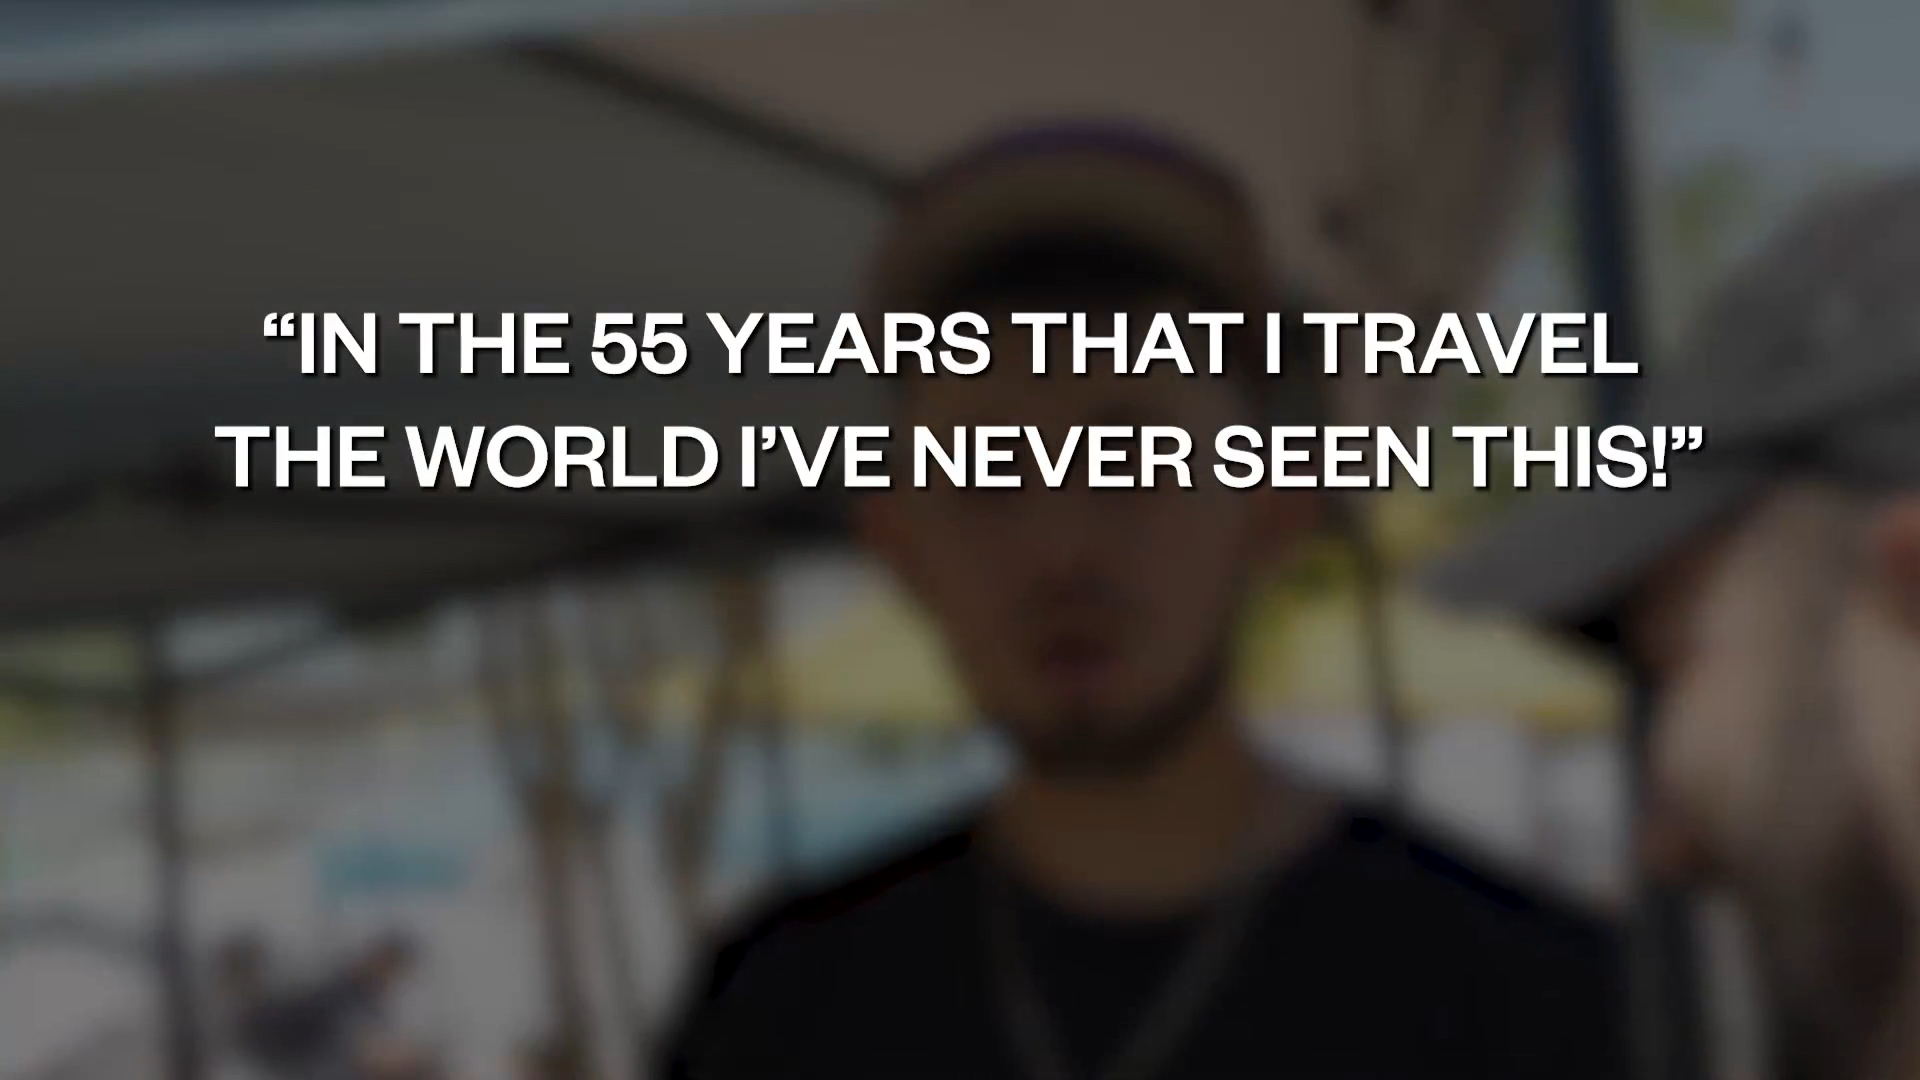 “IN THE 55 YEARS THAT I TRAVEL
THE WORLD I’VE NEVER SEEN THIS!”